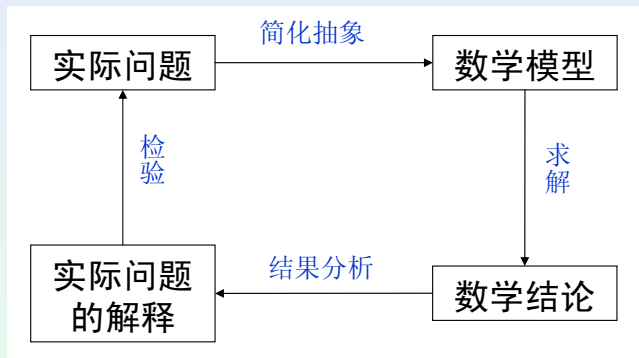 简化抽象
实际问题
数学模型
检
验
求
解
实际问题
的解释
结果分析
数学结论